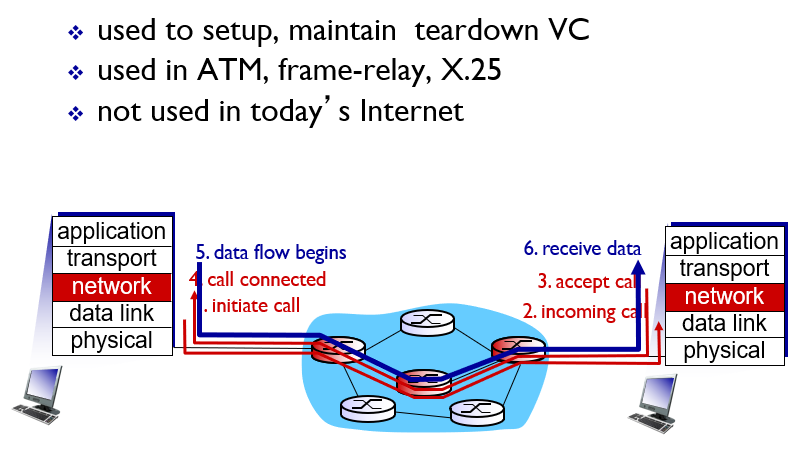 used to setup, maintain teardown VC
used in ATM, frame-relay, X.25
not used in today’s Internet
application
transport
network
data link
physical
5. data flow begins
4. call connected
. initiate call
6. receive data
3. accept call
2. incoming call
application
transport
network
data link
physical